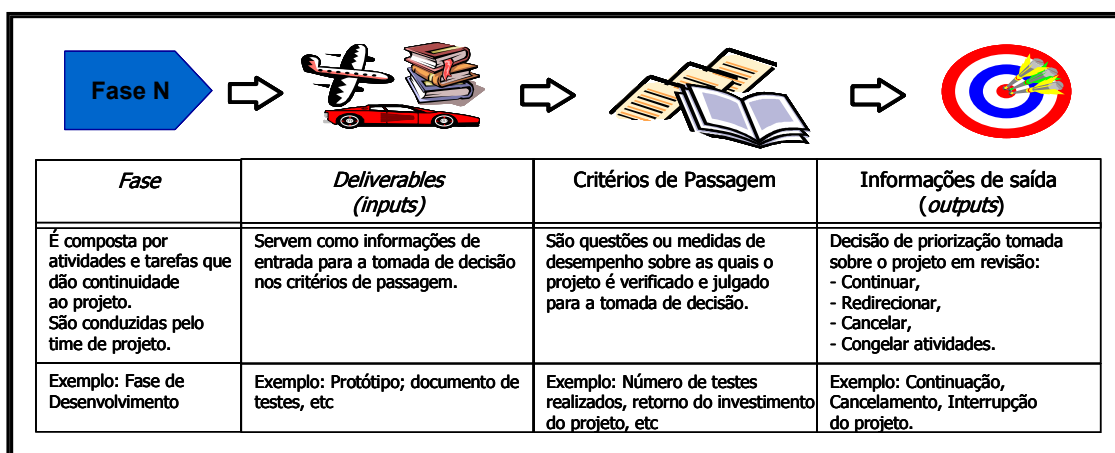 Fase N
Fase
Deliverables
(inputs)
Critérios de Passagem
Informações de saída
(outputs)
É composta por
atividades e tarefas que
dão continuidade
ao projeto.
São conduzidas pelo
time de projeto.
Servem como informações de
entrada para a tomada de decisão
nos critérios de passagem.
São questões ou medidas de
desempenho sobre as quais o
projeto é verificado e julgado
para a tomada de decisão.
Decisão de priorização tomada
sobre o projeto em revisão:
- Continuar,
- Redirecionar,
- Cancelar,
- Congelar atividades.
Exemplo: Fase de
Desenvolvimento
Exemplo: Protótipo; documento de
testes, etc
Exemplo: Número de testes
realizados, retorno do investimento
do projeto, etc
Exemplo: Continuação,
Cancelamento, Interrupção
do projeto.